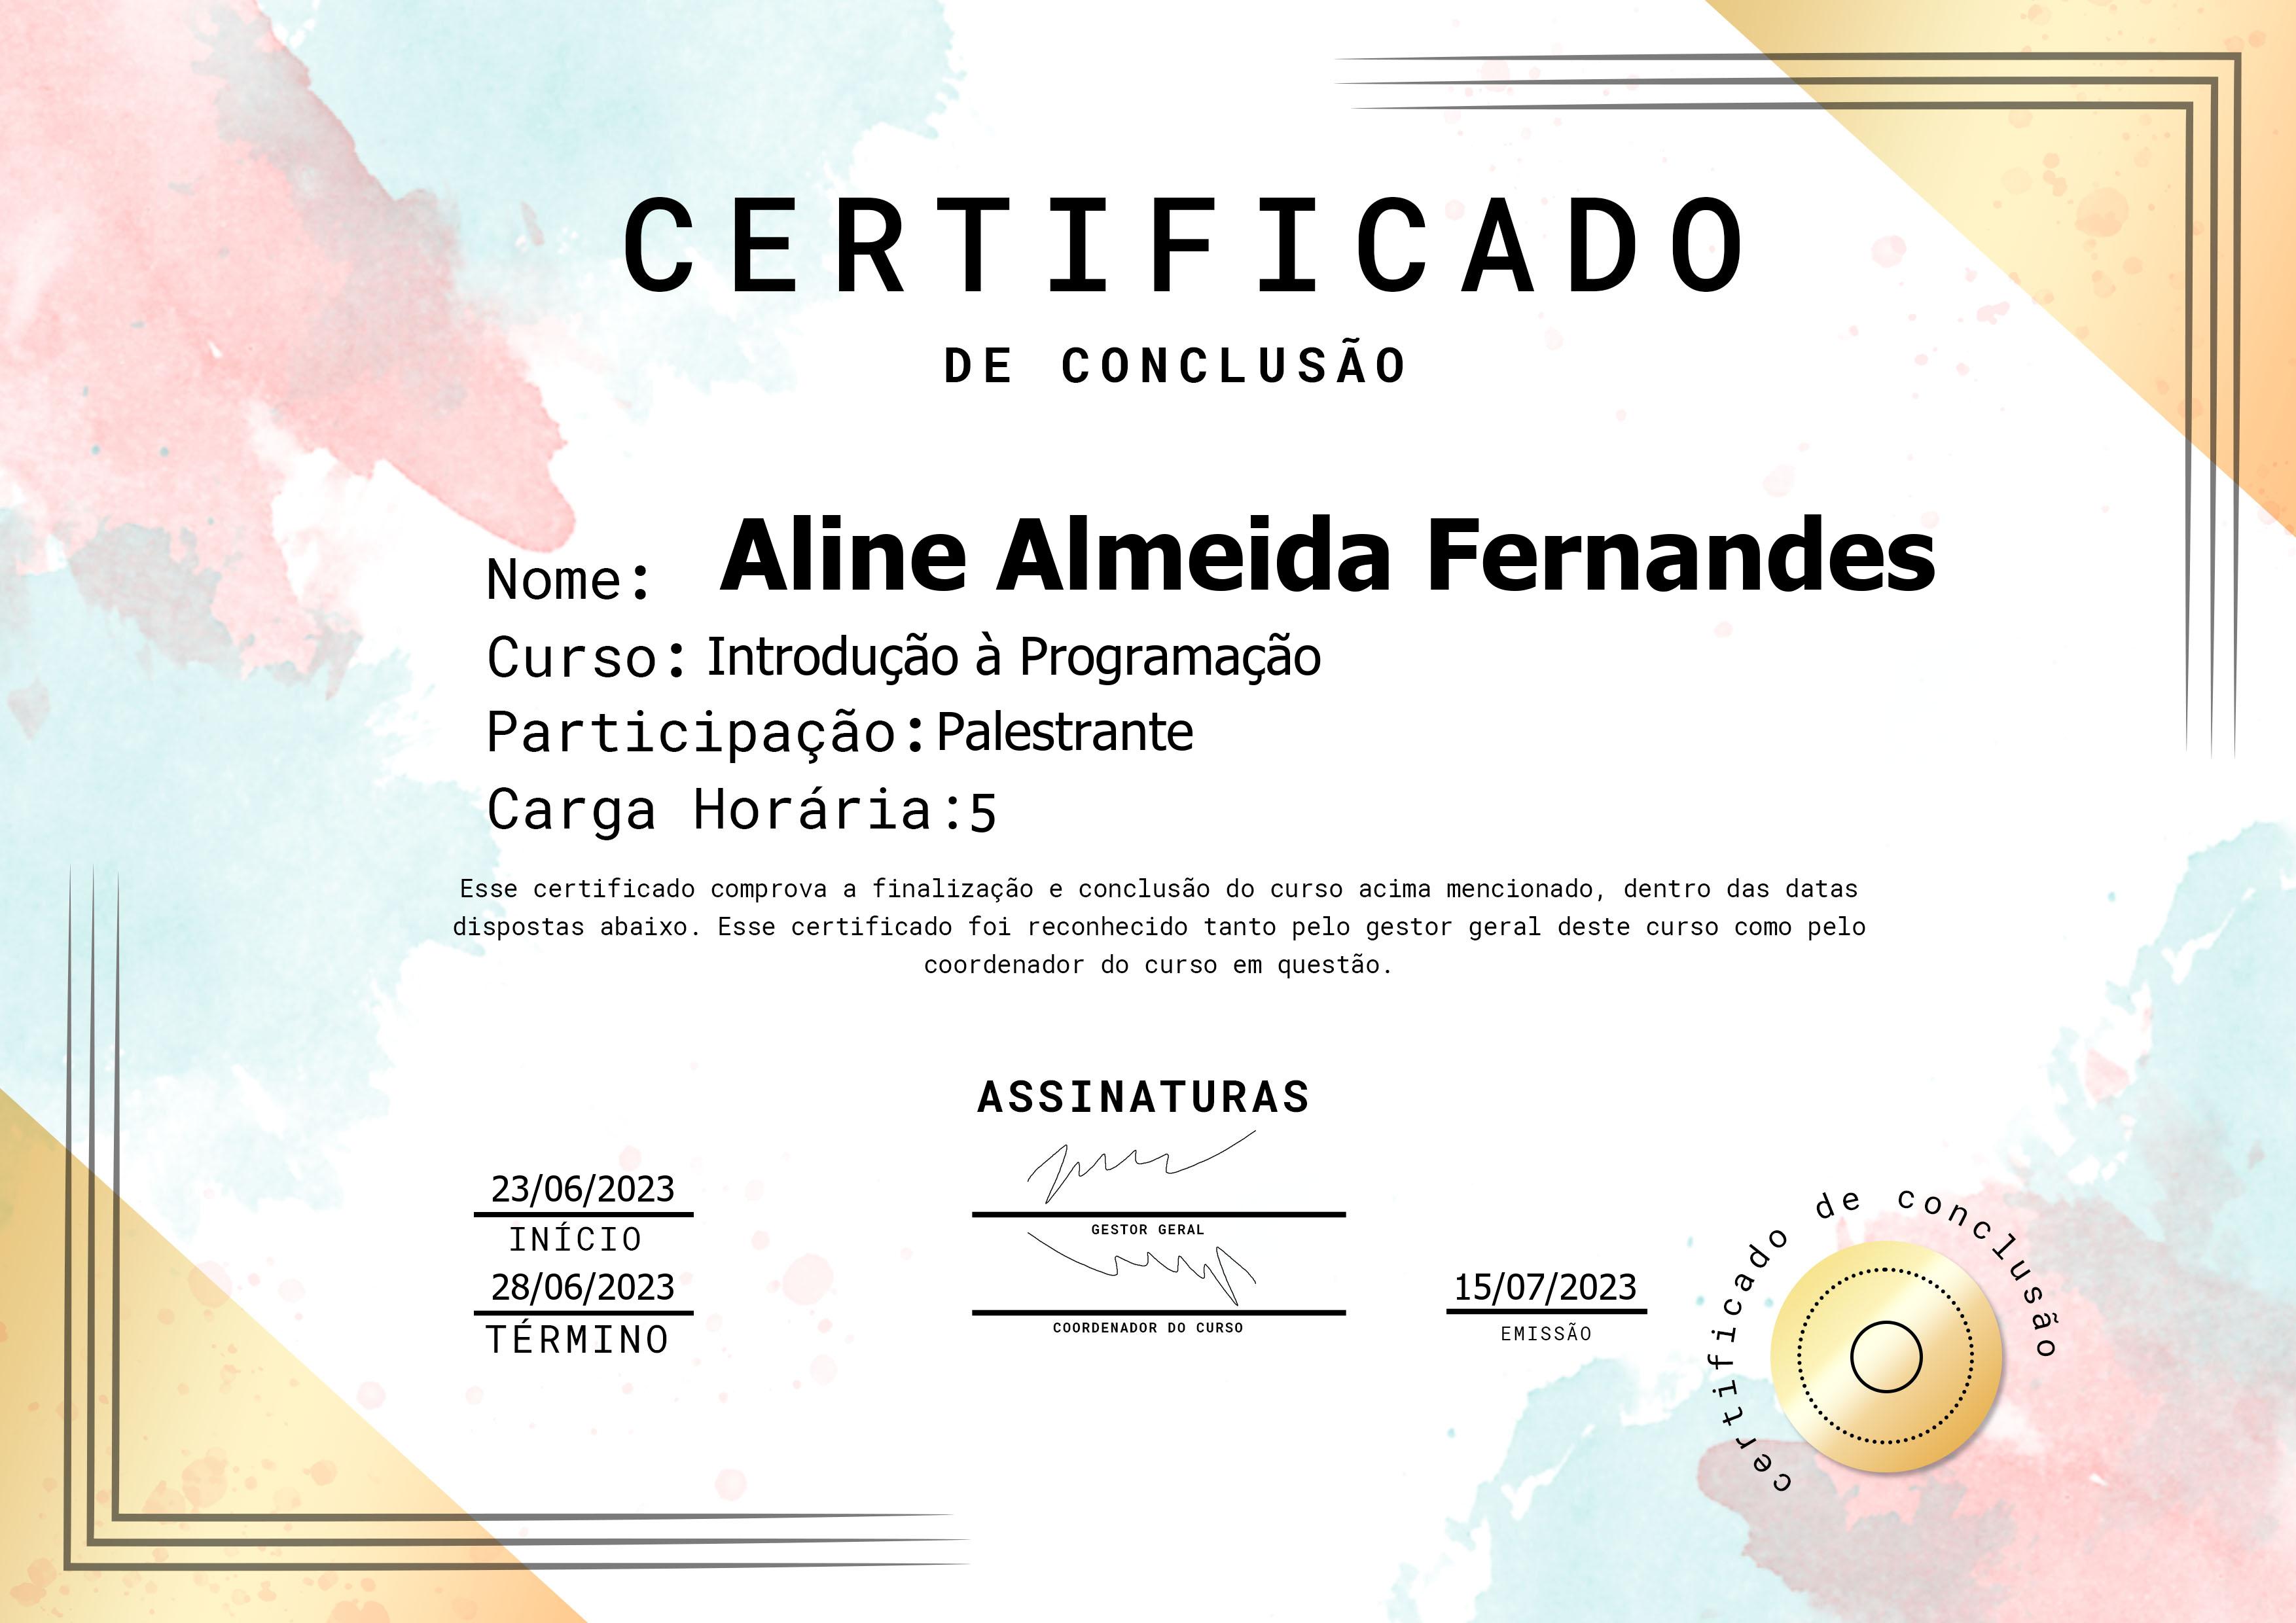 CERTIFICADO
DE CONCLUSÃO
Nome: Aline Almeida Fernandes
Curso: Introdução à Programação
Participação: Palestrante
Carga Horária:5
Esse certificado comprova a finalização e conclusão do curso acima mencionado, dentro das datas
dispostas abaixo. Esse certificado foi reconhecido tanto pelo gestor geral deste curso como pelo
coordenador do curso em questão.
ASSINATURAS
23/06/2023
INÍCIO
GESTOR GERAL
28/06/2023
TÉRMINO
COORDENADOR DO CURSO
15/07/2023
EMISSÃO
certificado de conclusão